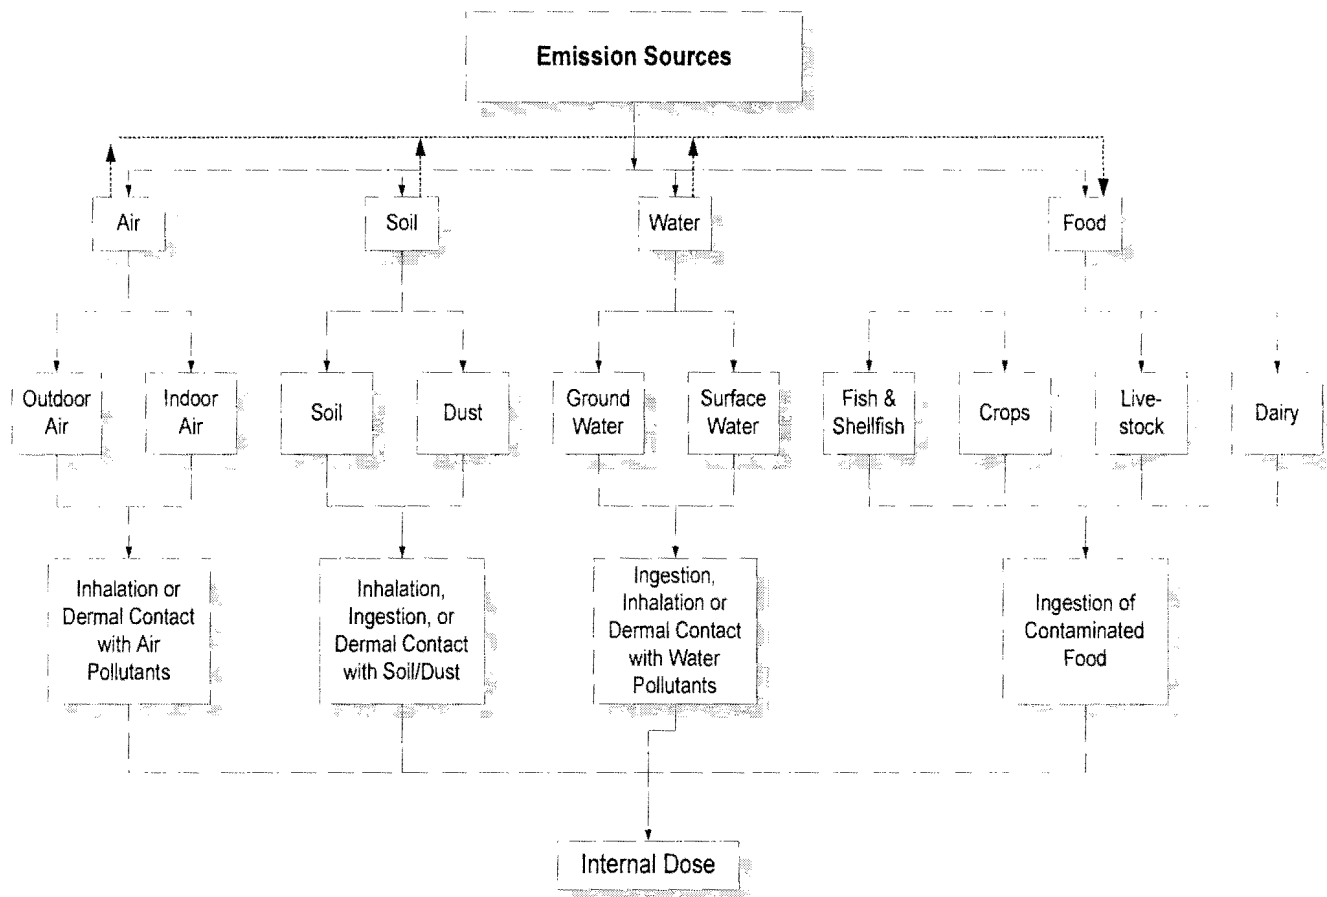 Emission Sources
Air
Soil
Water
Food
Outdoor
Air
Indoor
Air
Soil
Dust
Ground
Water
Surface
Water
Fish &
Shellfish
Crops
Live-
stock
Dairy
Inhalation or
Dermal Contact
with Air
Pollutants
Inhalation,
Ingestion, or
Dermal Contact
with Soil/Dust
Ingestion,
Inhalation or
Dermal Contact
with Water
Pollutants
Ingestion of
Contaminated
Food
Internal Dose